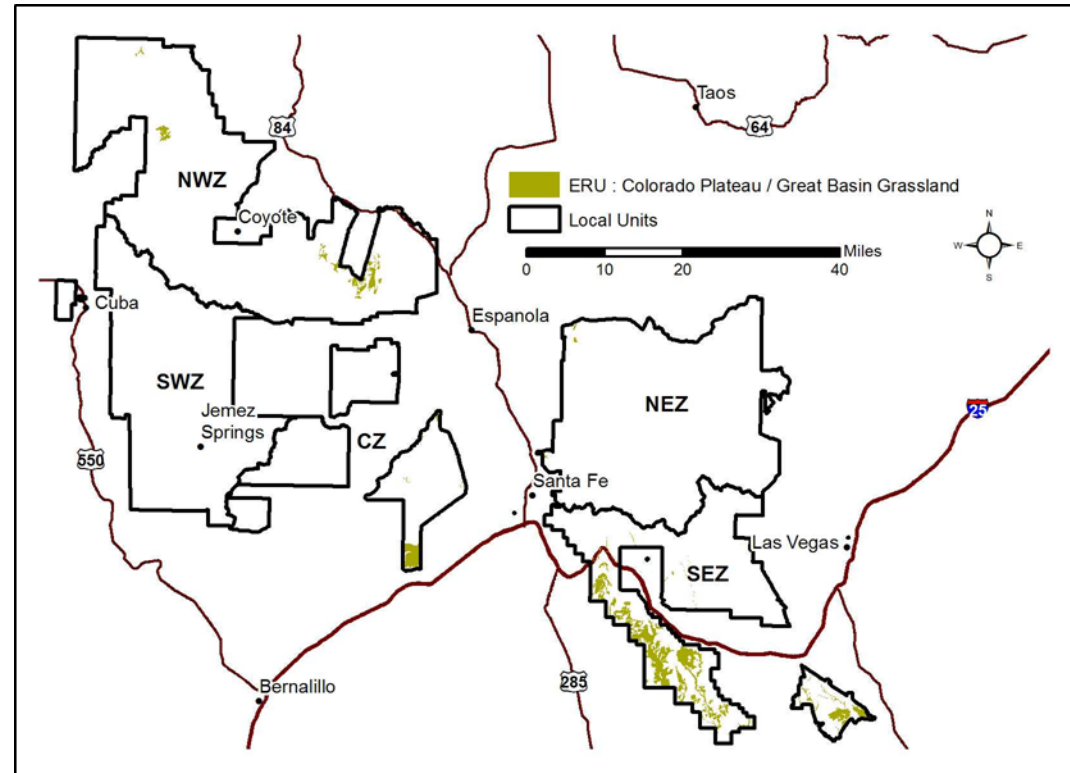 Taos
84
64
NWZ
ERU : Colorado Plateau / Great Basin Grassland
Coyote
Local Units
N
W E
S
Miles
0 10 20 40
Cuba
Espanola
SWZ
NEZ
Jemez
Springs
CZ
25
550
Santa Fe
Las Vegas
SEZ
285
Bernalillo